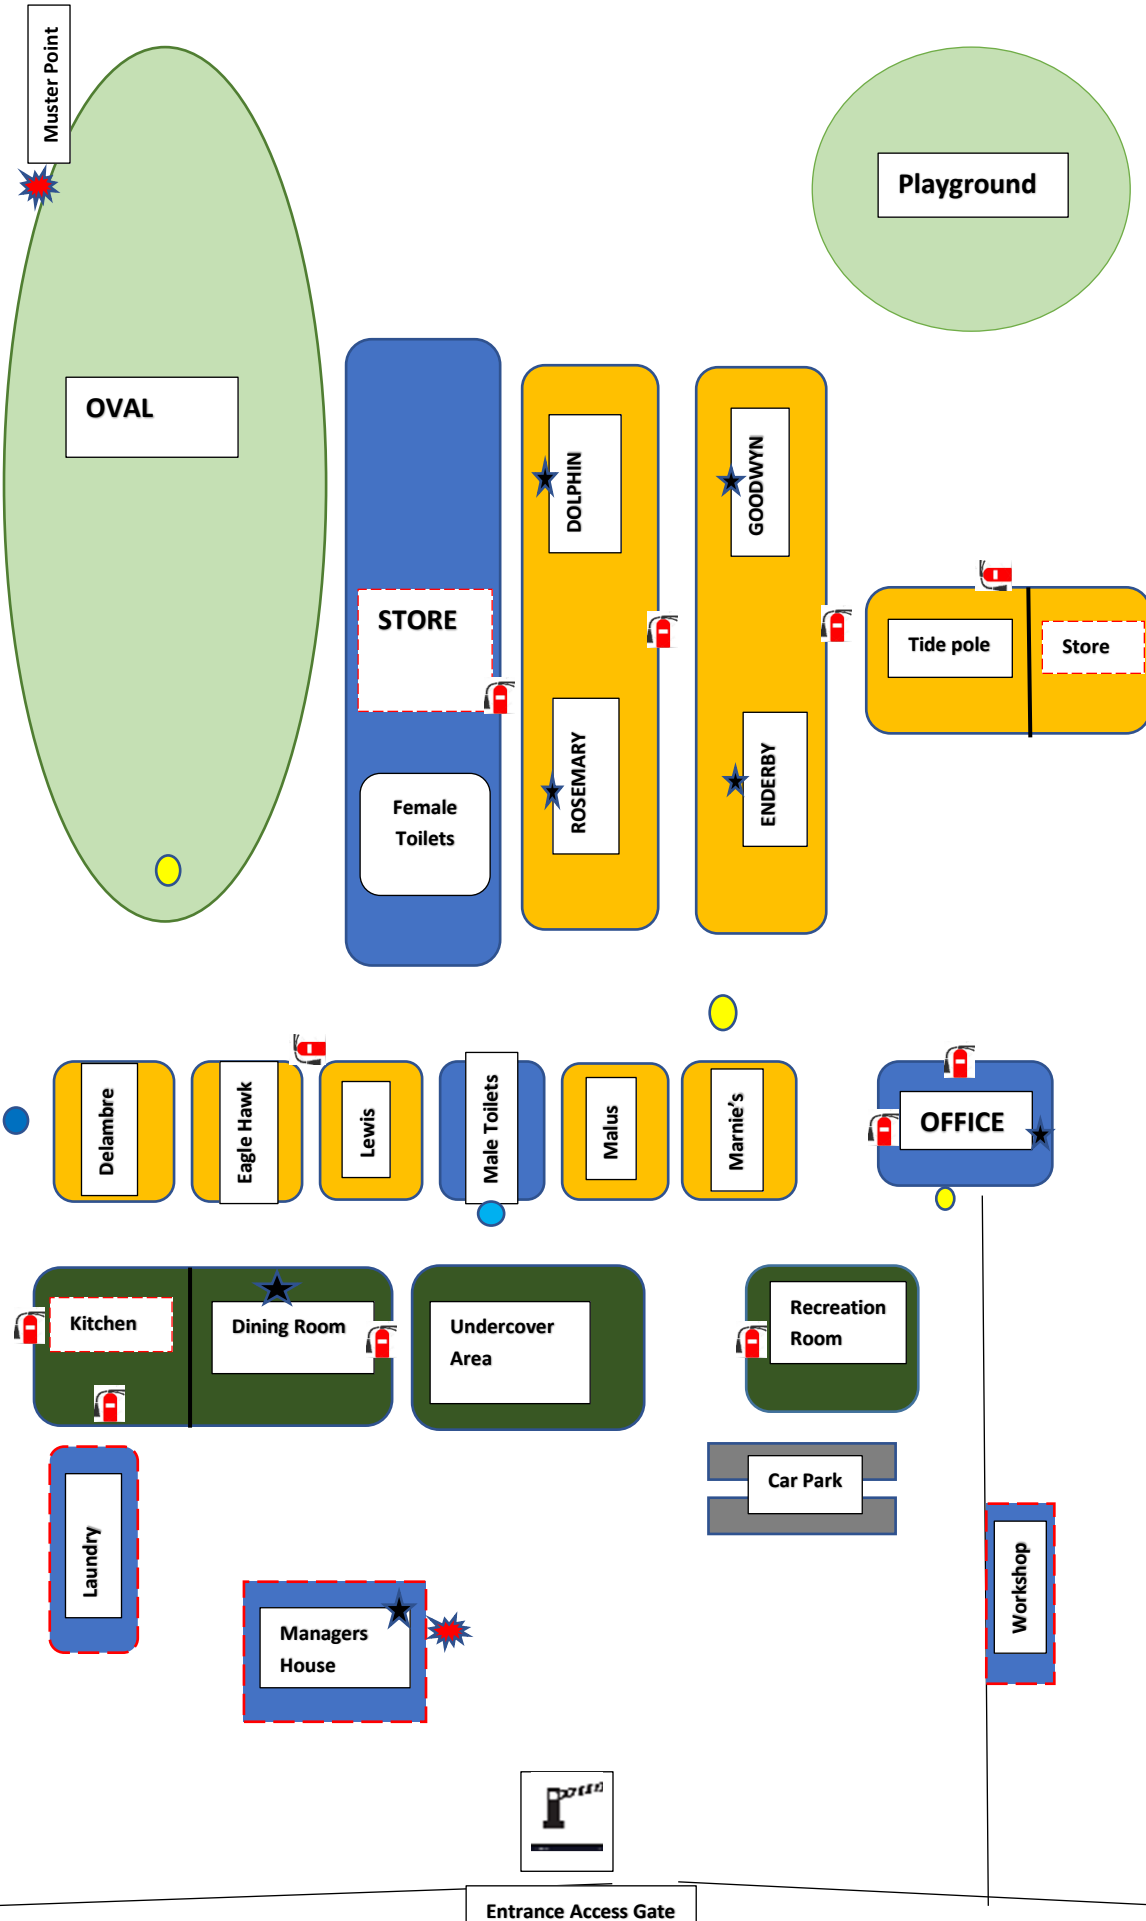 Muster Point
Playground
OVAL
DOLPHIN
GOODWYN
STORE
Tide pole
Store
ROSEMARY
ENDERBY
Female
Toilets
Delambre
Eagle Hawk
Lewis
Male Toilets
Malus
Marnie's
OFFICE
Kitchen
Dining Room
Undercover
Area
Recreation
Room
Car Park
Laundry
Workshop
Managers
House
Entrance Access Gate